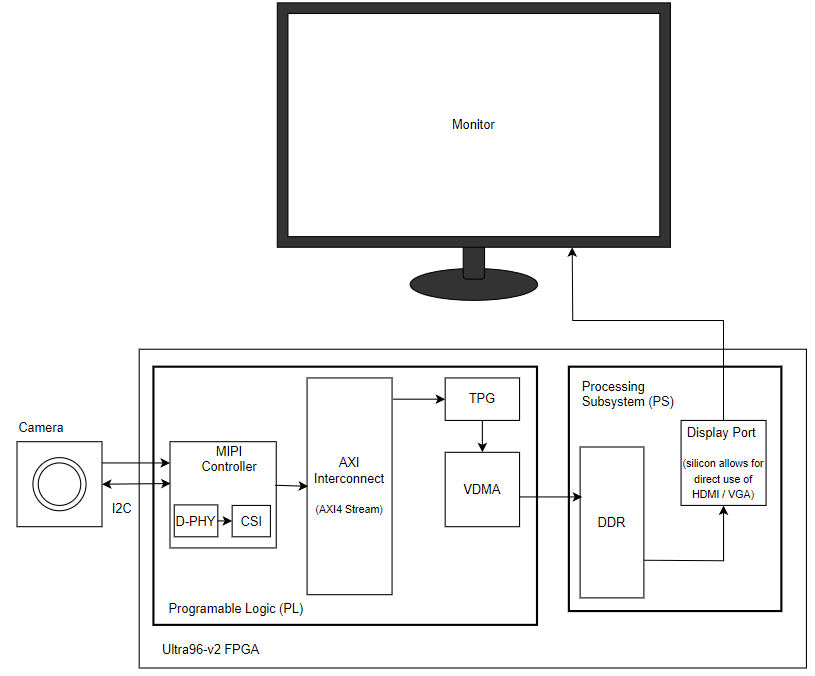 Monitor
Camera
I2C
MIPI
Controller
D-PHY
CSI
AXI
Interconnect
(AXI4 Stream)
TPG
VDMA
Programable Logic (PL)
Processing
Subsystem (PS)
DDR
Display Port
(silicon allows for
direct use of
HDMI / VGA)
Ultra96-v2 FPGA